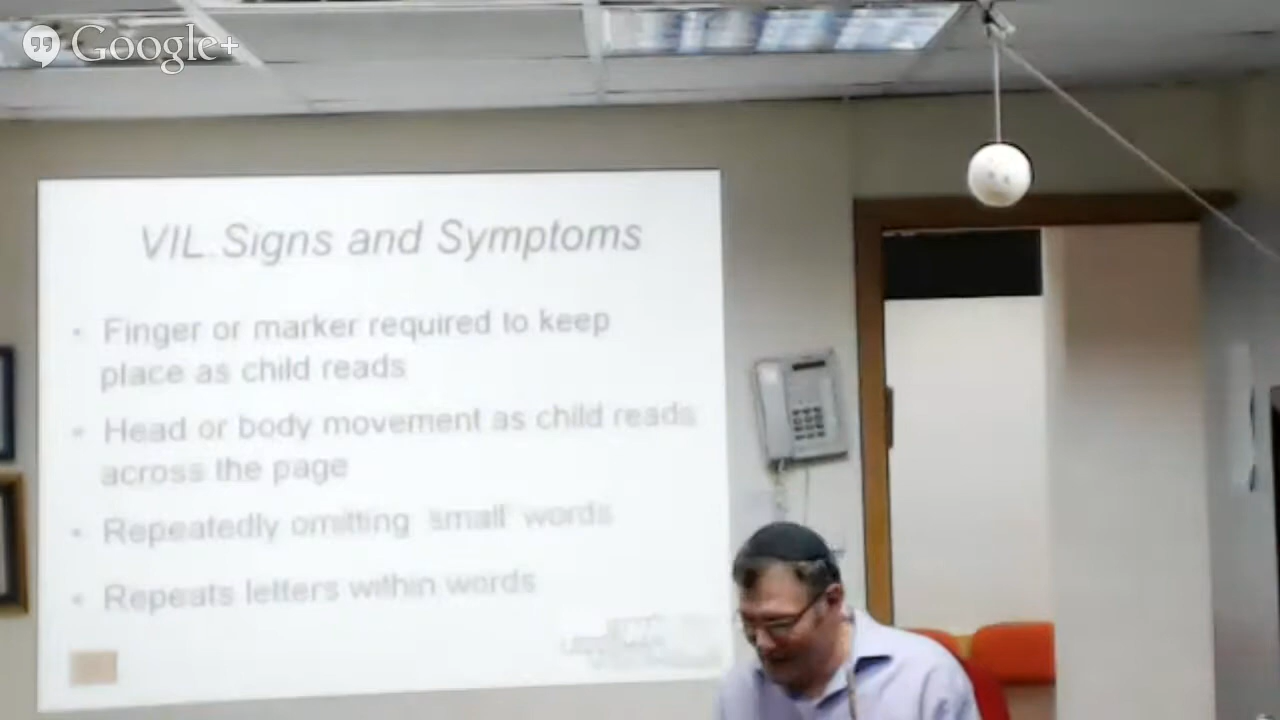 Google+
VIL Signs and Symptoms
• Finger or marker required to keep
place as child reads
• Head or body movement as child reads
across the page
• Repeatedly omitting small words
• Repeats letters within words